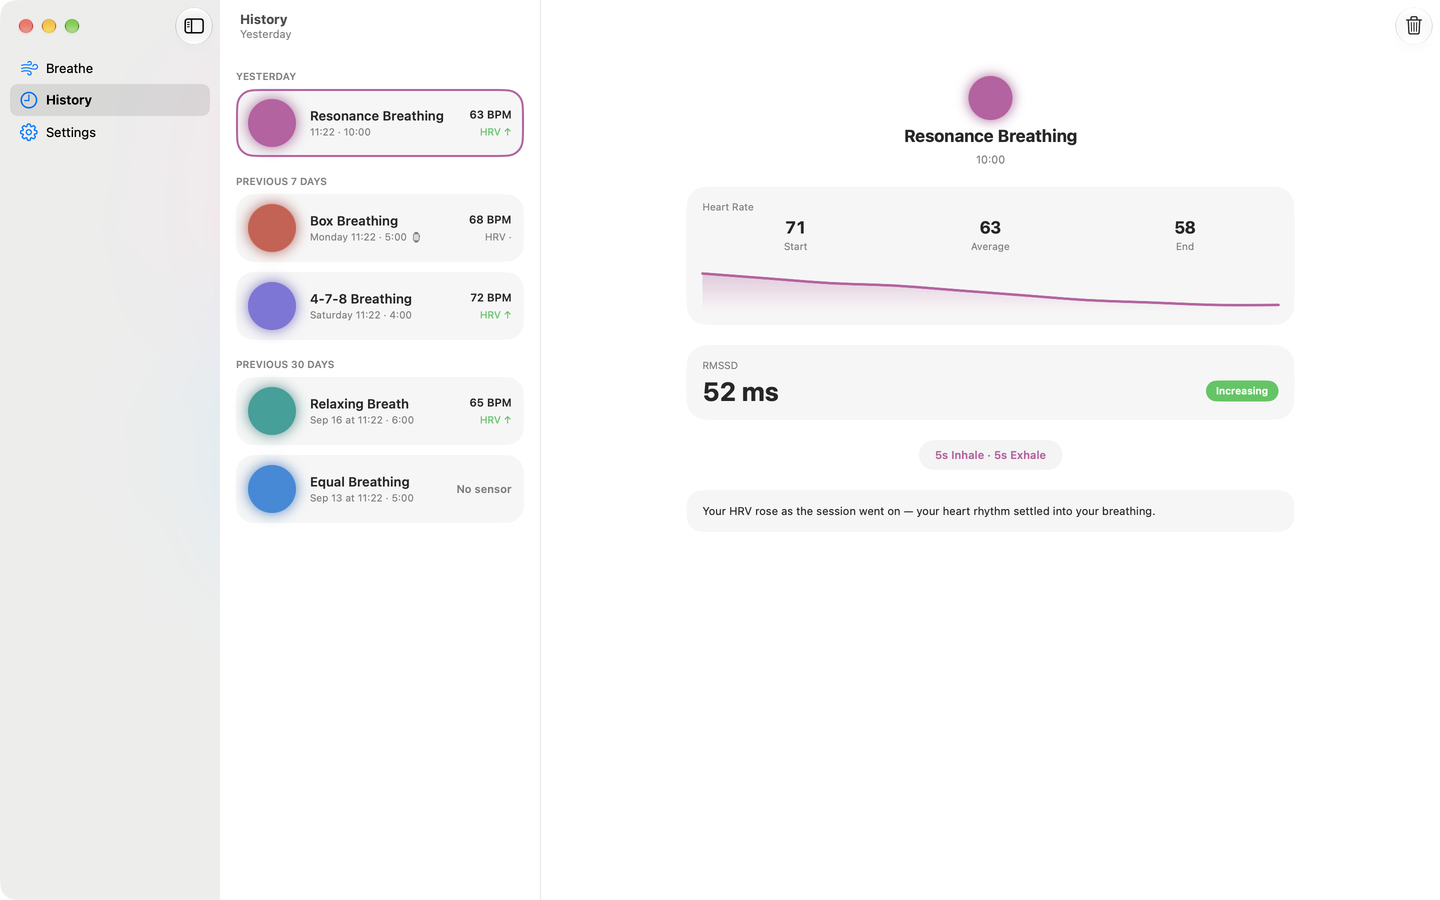 Breathe
History
Settings
History
Yesterday
YESTERDAY
Resonance Breathing
63 BPM
11:22 · 10:00
HRV ↑
PREVIOUS 7 DAYS
Box Breathing
68 BPM
Monday 11:22 · 5:00
HRV ·
4-7-8 Breathing
72 BPM
Saturday 11:22 · 4:00
HRV ↑
PREVIOUS 30 DAYS
Relaxing Breath
65 BPM
Sep 16 at 11:22 · 6:00
HRV ↑
Equal Breathing
Sep 13 at 11:22 · 5:00
No sensor
Resonance Breathing
10:00
Heart Rate
71
Start
63
Average
58
End
RMSSD
52 ms
Increasing
5s Inhale · 5s Exhale
Your HRV rose as the session went on — your heart rhythm settled into your breathing.